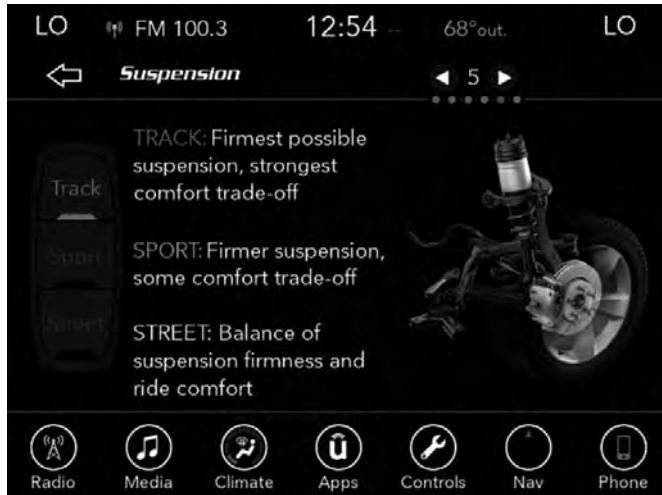 LO FM 100.3 12:54 -- 68°out. LO
Suspension 5
TRACK: Firmest possible
suspension, strongest
comfort trade-off
Track
Sport
SPORT: Firmer suspension,
some comfort trade-off
Street
STREET: Balance of
suspension firmness and
ride comfort
Radio Media Climate Apps Controls Nav Phone